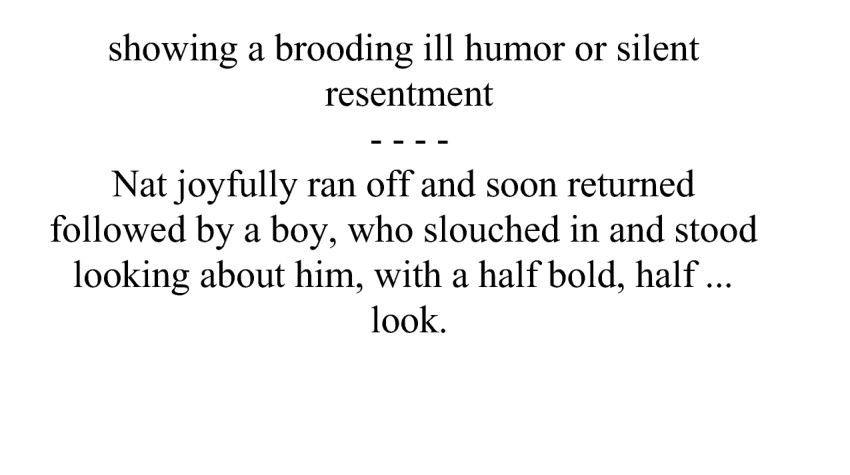 showing a brooding ill humor or silent
resentment
- - - -
Nat joyfully ran off and soon returned
followed by a boy, who slouched in and stood
looking about him, with a half bold, half ...
look.